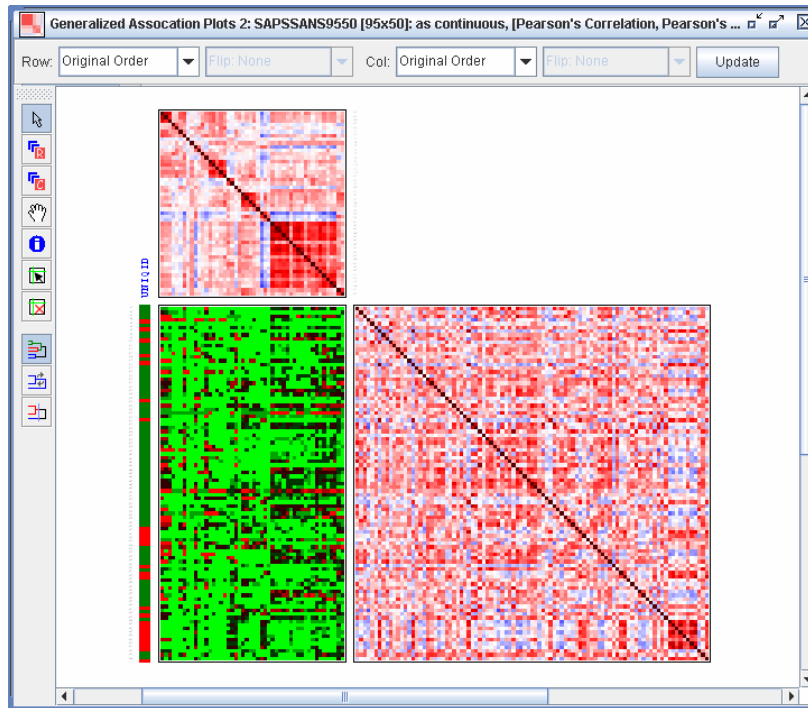 Generalized Assocation Plots 2: SAPSSANS9550 [95x50]: as continuous, [Pearson's Correlation, Pearson's ...
Row: Original Order Flip: None Col: Original Order Flip: None Update
R
C
UNIQID